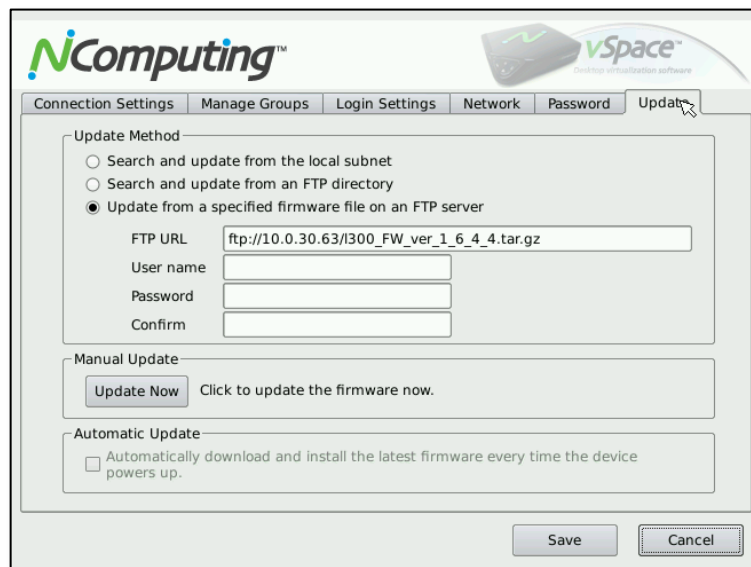 NComputing™
vSpace™
Desktop virtualization software
Connection Settings Manage Groups Login Settings Network Password Update
Update Method
Search and update from the local subnet
Search and update from an FTP directory
Update from a specified firmware file on an FTP server
FTP URL ftp://10.0.30.63/l300_FW_ver_1_6_4_4.tar.gz
User name
Password
Confirm
Manual Update
Update Now Click to update the firmware now.
Automatic Update
Automatically download and install the latest firmware every time the device
powers up.
Save Cancel